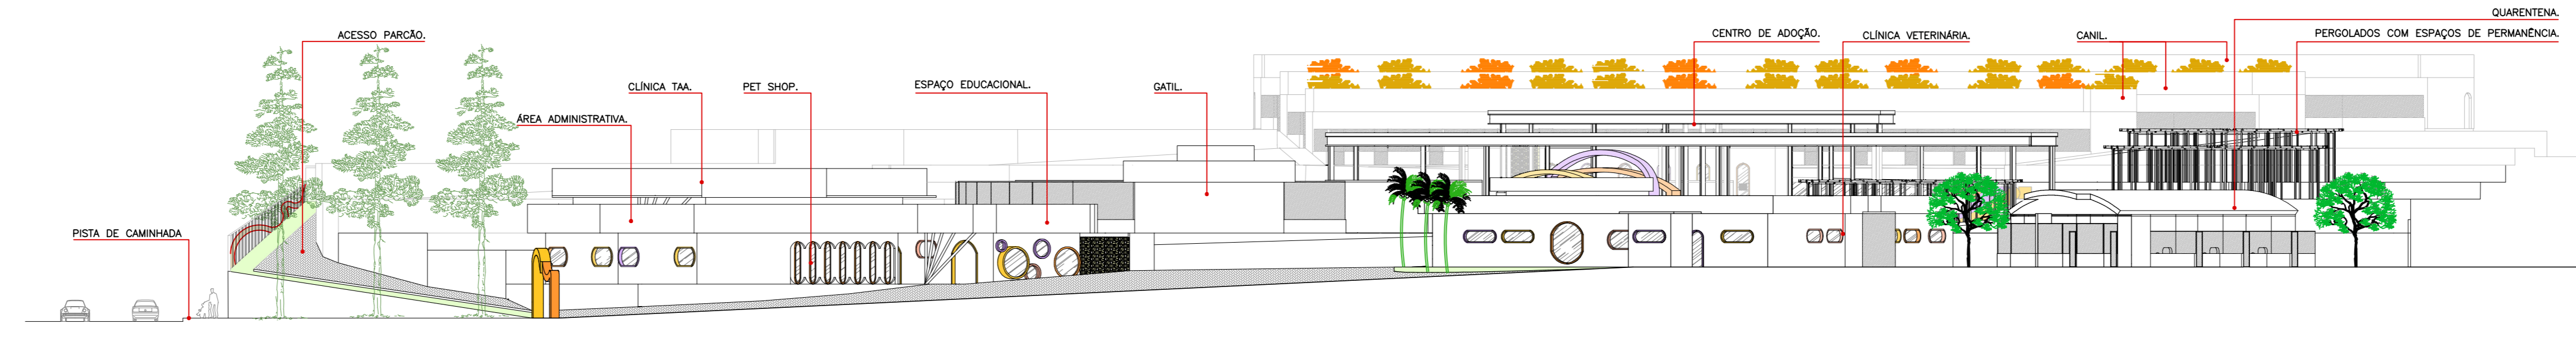 QUARENTENA.
ACESSO PARCÃO.
CENTRO DE ADOÇÃO.
CLÍNICA VETERINÁRIA.
CANIL.
PERGOLADOS COM ESPAÇOS DE PERMANÊNCIA.
CLÍNICA TAA.
PET SHOP.
ESPAÇO EDUCACIONAL.
GATIL.
ÁREA ADMINISTRATIVA.
PISTA DE CAMINHADA